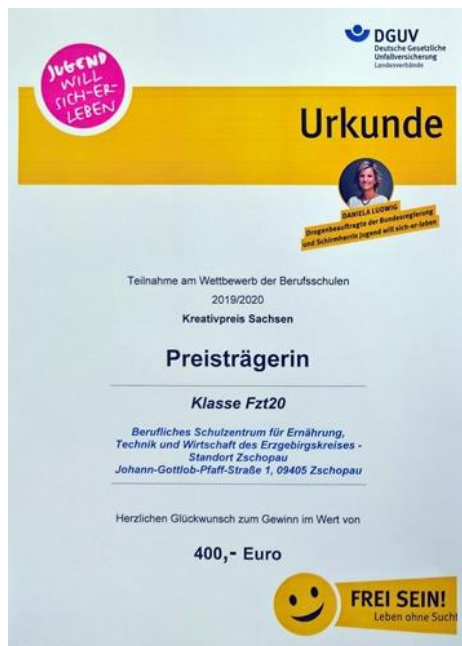 JUGEND
WILL
SICH-ER-
LEBEN
DGUV
Deutsche Gesetzliche
Unfallversicherung
Landesverbände
Urkunde
DANIELA LUDWIG
Drogenbeauftragte der Bundesregierung
und Schirmherrin Jugend will sich-er-leben
Teilnahme am Wettbewerb der Berufsschulen
2019/2020
Kreativpreis Sachsen
Preisträgerin
Klasse Fzt20
Berufliches Schulzentrum für Ernährung,
Technik und Wirtschaft des Erzgebirgskreises -
Standort Zschopau
Johann-Gottlob-Pfaff-Straße 1, 09405 Zschopau
Herzlichen Glückwunsch zum Gewinn im Wert von
400,- Euro
FREI SEIN!
Leben ohne Sucht